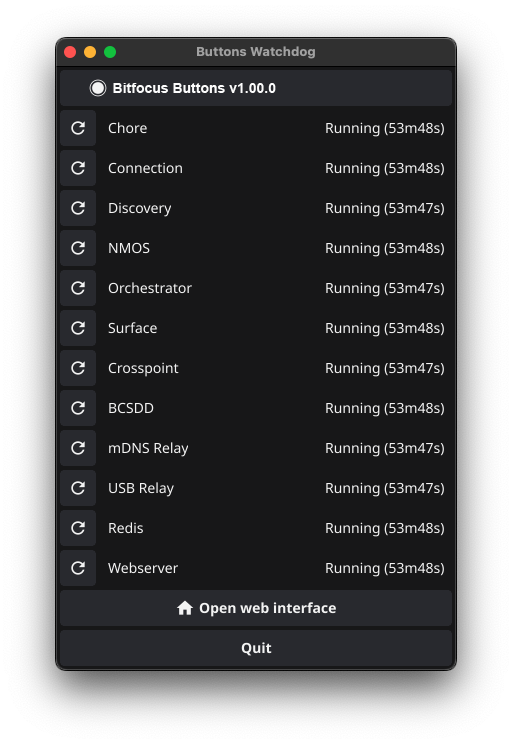 Buttons Watchdog
Bitfocus Buttons v1.00.0
Chore Running (53m48s)
Connection Running (53m48s)
Discovery Running (53m47s)
NMOS Running (53m48s)
Orchestrator Running (53m47s)
Surface Running (53m48s)
Crosspoint Running (53m47s)
BCSDD Running (53m48s)
mDNS Relay Running (53m47s)
USB Relay Running (53m47s)
Redis Running (53m48s)
Webserver Running (53m48s)
Open web interface
Quit